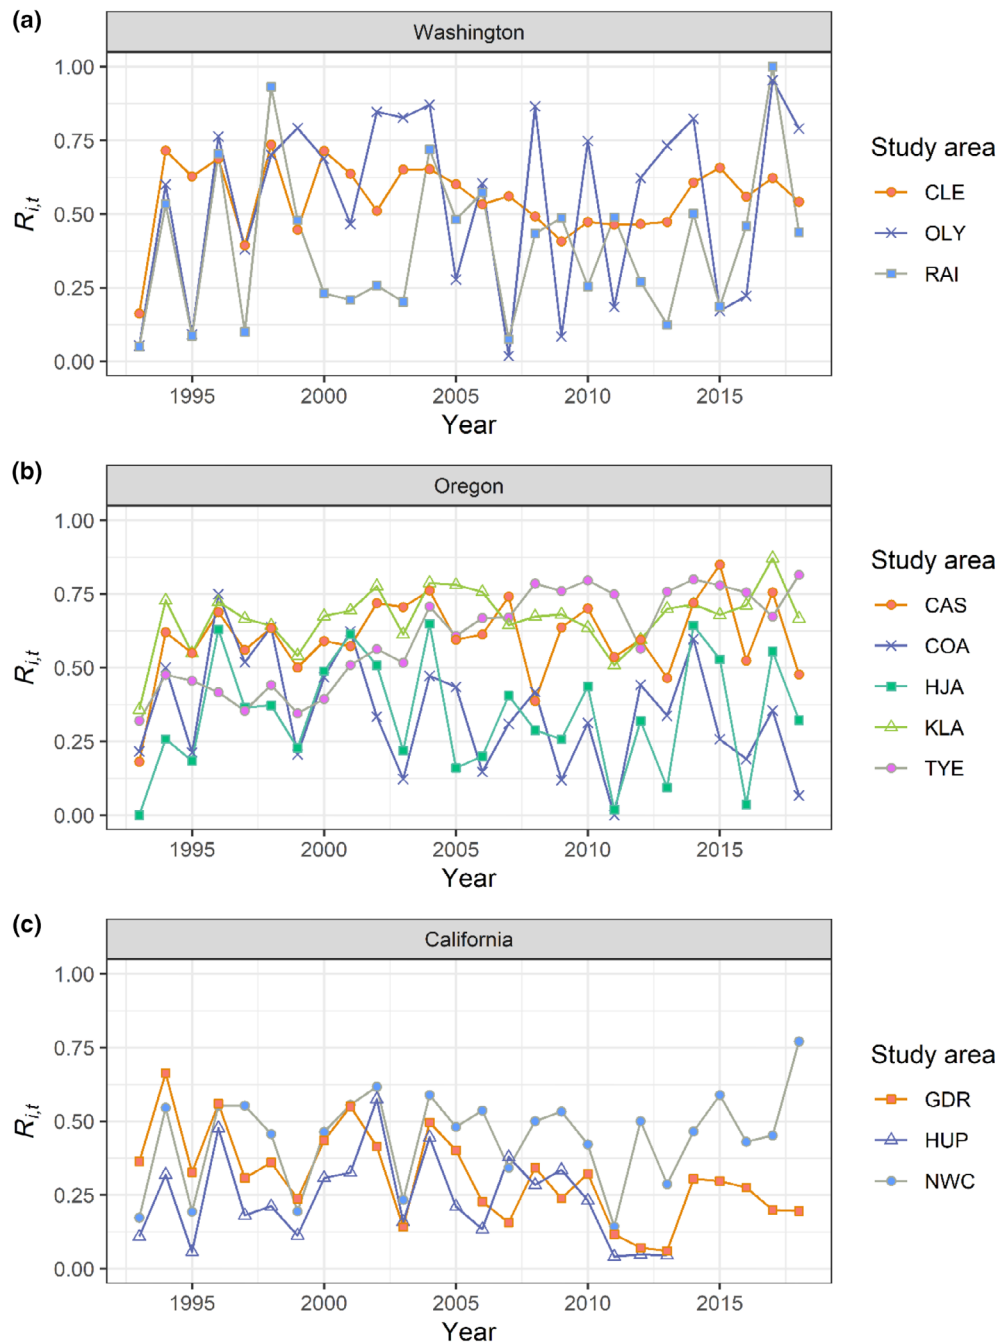 (a)
Washington
1.00
0.75
0.50
0.25
0.00
R i,t
1995 2000 2005 2010 2015
Year
Study area
CLE
OLY
RAI
(b)
Oregon
1.00
0.75
0.50
0.25
0.00
R i,t
1995 2000 2005 2010 2015
Year
Study area
CAS
COA
HJA
KLA
TYE
(c)
California
1.00
0.75
0.50
0.25
0.00
R i,t
1995 2000 2005 2010 2015
Year
Study area
GDR
HUP
NWC